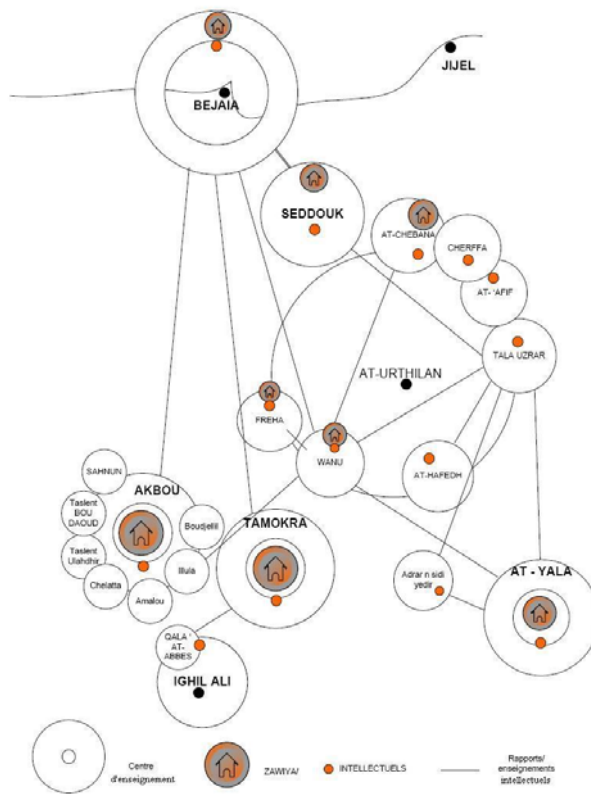 JIJEL
BEJAIA
SEDDOUK
AT-CHEBANA
CHERFFA
AT-'AFIF
TALA UZRAR
AT-URTHILAN
FREHA
WANU
AT-HAFEDH
SAHNUN
AKBOU
Taslent
BOU
DAOUD
Boudjellil
TAMOKRA
Taslent
Ulahdhir
Illula
Chelatta
Amalou
Adrar n sidi
yedir
AT - YALA
QALA '
AT-
ABBES
IGHIL ALI
Centre
d'enseignement
ZAWIYA/
INTELLECTUELS
Rapports/
enseignements
intellectuels